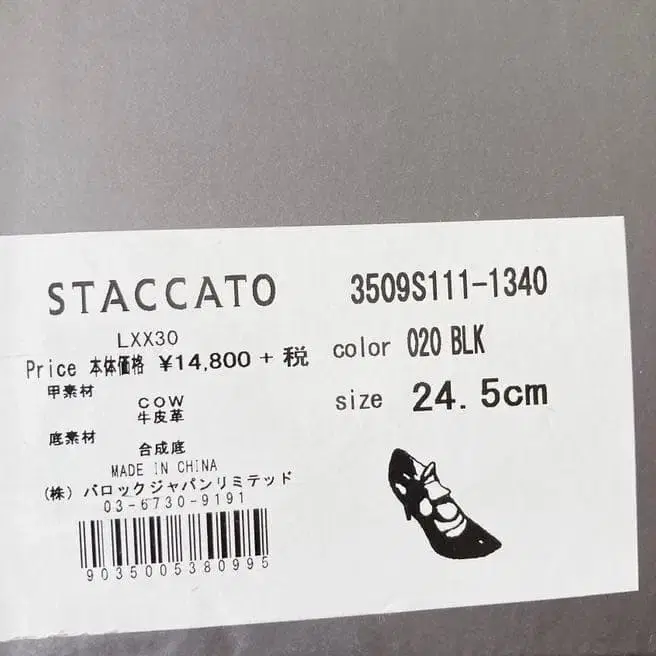 STACCATO
3509S111-1340
LXX30
Price 本体価格 ¥14,800 + 税
color 020 BLK
甲素材
COW
牛皮革
size 24.5cm
底素材
合成底
MADE IN CHINA
(株) バロックジャパンリミテッド
03-6730-9191
9035005380995